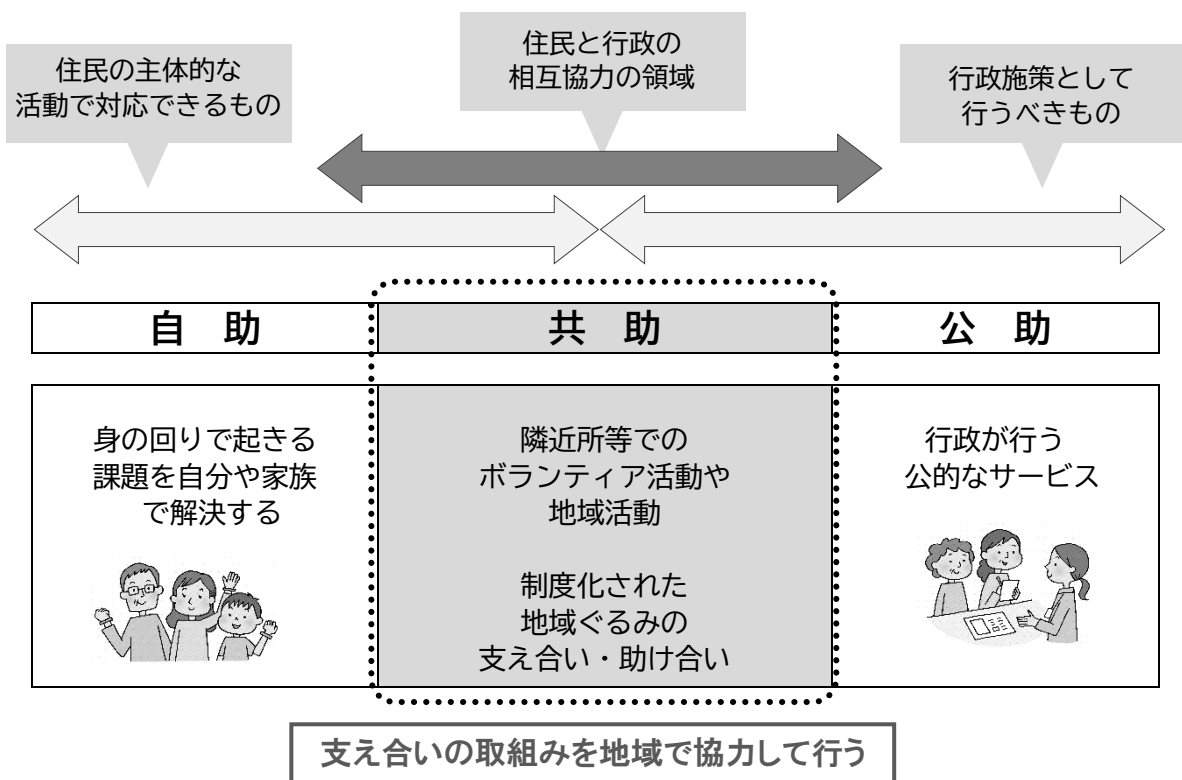 住民の主体的な
活動で対応できるもの
住民と行政の
相互協力の領域
行政施策として
行うべきもの
自　助
共　助
公　助
身の回りで起きる
課題を自分や家族
で解決する
隣近所等での
ボランティア活動や
地域活動
制度化された
地域ぐるみの
支え合い・助け合い
行政が行う
公的なサービス
支え合いの取組みを地域で協力して行う